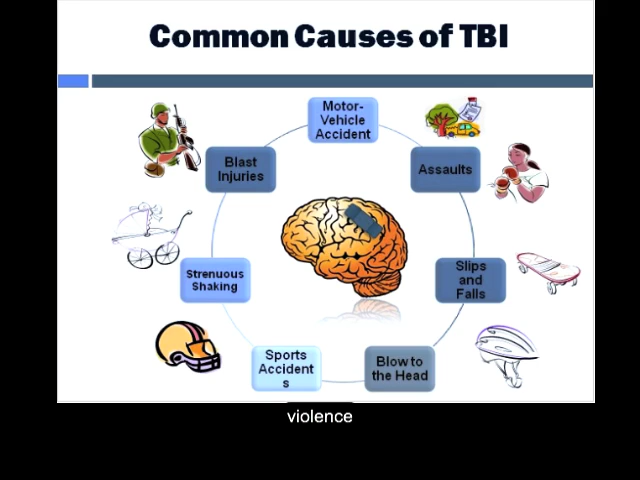 Common Causes of TBI
Motor-
Vehicle
Accident
Assaults
Slips
and
Falls
Blow to
the Head
Sports
Accident
s
Strenuous
Shaking
Blast
Injuries
violence